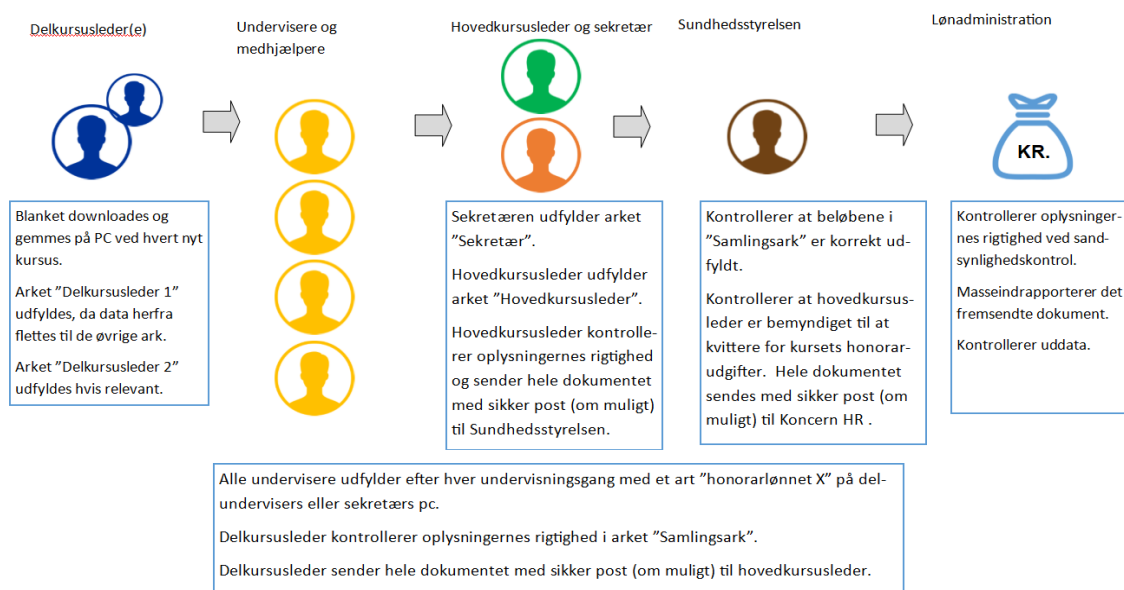 Delkursusleder(e)
Undervisere og
medhjælpere
Hovedkursusleder og sekretær
Sundhedsstyrelsen
Lønadministration
KR.
Blanket downloades og
gemmes på PC ved hvert nyt
kursus.
Arket ”Delkursusleder 1”
udfyldes, da data herfra
flettes til de øvrige ark.
Arket ”Delkursusleder 2”
udfyldes hvis relevant.
Sekretæren udfylder arket
”Sekretær”.
Hovedkursusleder udfylder
arket ”Hovedkursusleder”.
Hovedkursusleder kontrolle-
rer oplysningernes rigtighed
og sender hele dokumentet
med sikker post (om muligt)
til Sundhedsstyrelsen.
Kontrollerer at beløbene i
”Samlingsark” er korrekt ud-
fyldt.
Kontrollerer at hovedkursus-
leder er bemyndiget til at
kvittere for kursets honorar-
udgifter.  Hele dokumentet
sendes med sikker post (om
muligt) til Koncern HR .
Kontrollerer oplysninger-
nes rigtighed ved sand-
synlighedskontrol.
Masseindrapporterer det
fremsendte dokument.
Kontrollerer uddata.
Alle undervisere udfylder efter hver undervisningsgang med et art ”honorarlønnet X” på del-
undervisers eller sekretærs pc.
Delkursusleder kontrollerer oplysningernes rigtighed i arket ”Samlingsark”.
Delkursusleder sender hele dokumentet med sikker post (om muligt) til hovedkursusleder.